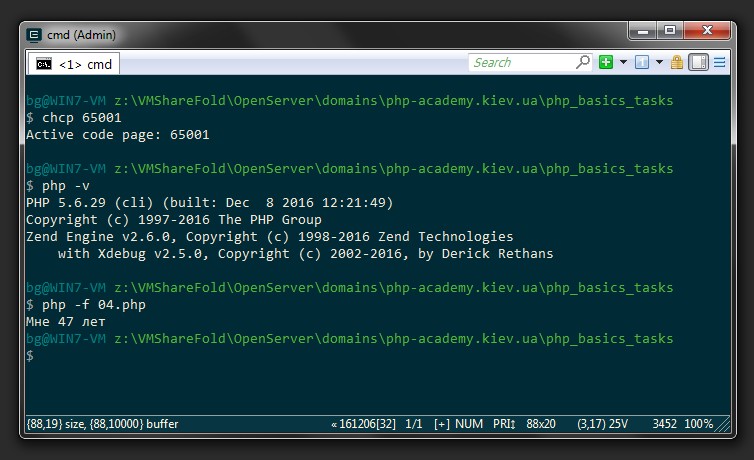 cmd (Admin)
<1> cmd
Search
bg@WIN7-VM z:\VMShareFold\OpenServer\domains\php-academy.kiev.ua\php_basics_tasks
$ chcp 65001
Active code page: 65001
bg@WIN7-VM z:\VMShareFold\OpenServer\domains\php-academy.kiev.ua\php_basics_tasks
$ php -v
PHP 5.6.29 (cli) (built: Dec  8 2016 12:21:49)
Copyright (c) 1997-2016 The PHP Group
Zend Engine v2.6.0, Copyright (c) 1998-2016 Zend Technologies
    with Xdebug v2.5.0, Copyright (c) 2002-2016, by Derick Rethans
bg@WIN7-VM z:\VMShareFold\OpenServer\domains\php-academy.kiev.ua\php_basics_tasks
$ php -f 04.php
Мне 47 лет
bg@WIN7-VM z:\VMShareFold\OpenServer\domains\php-academy.kiev.ua\php_basics_tasks
$
{88,19} size, {88,10000} buffer « 161206[32] 1/1 [+] NUM PRI↕ 88x20 (3,17) 25V 3452 100%